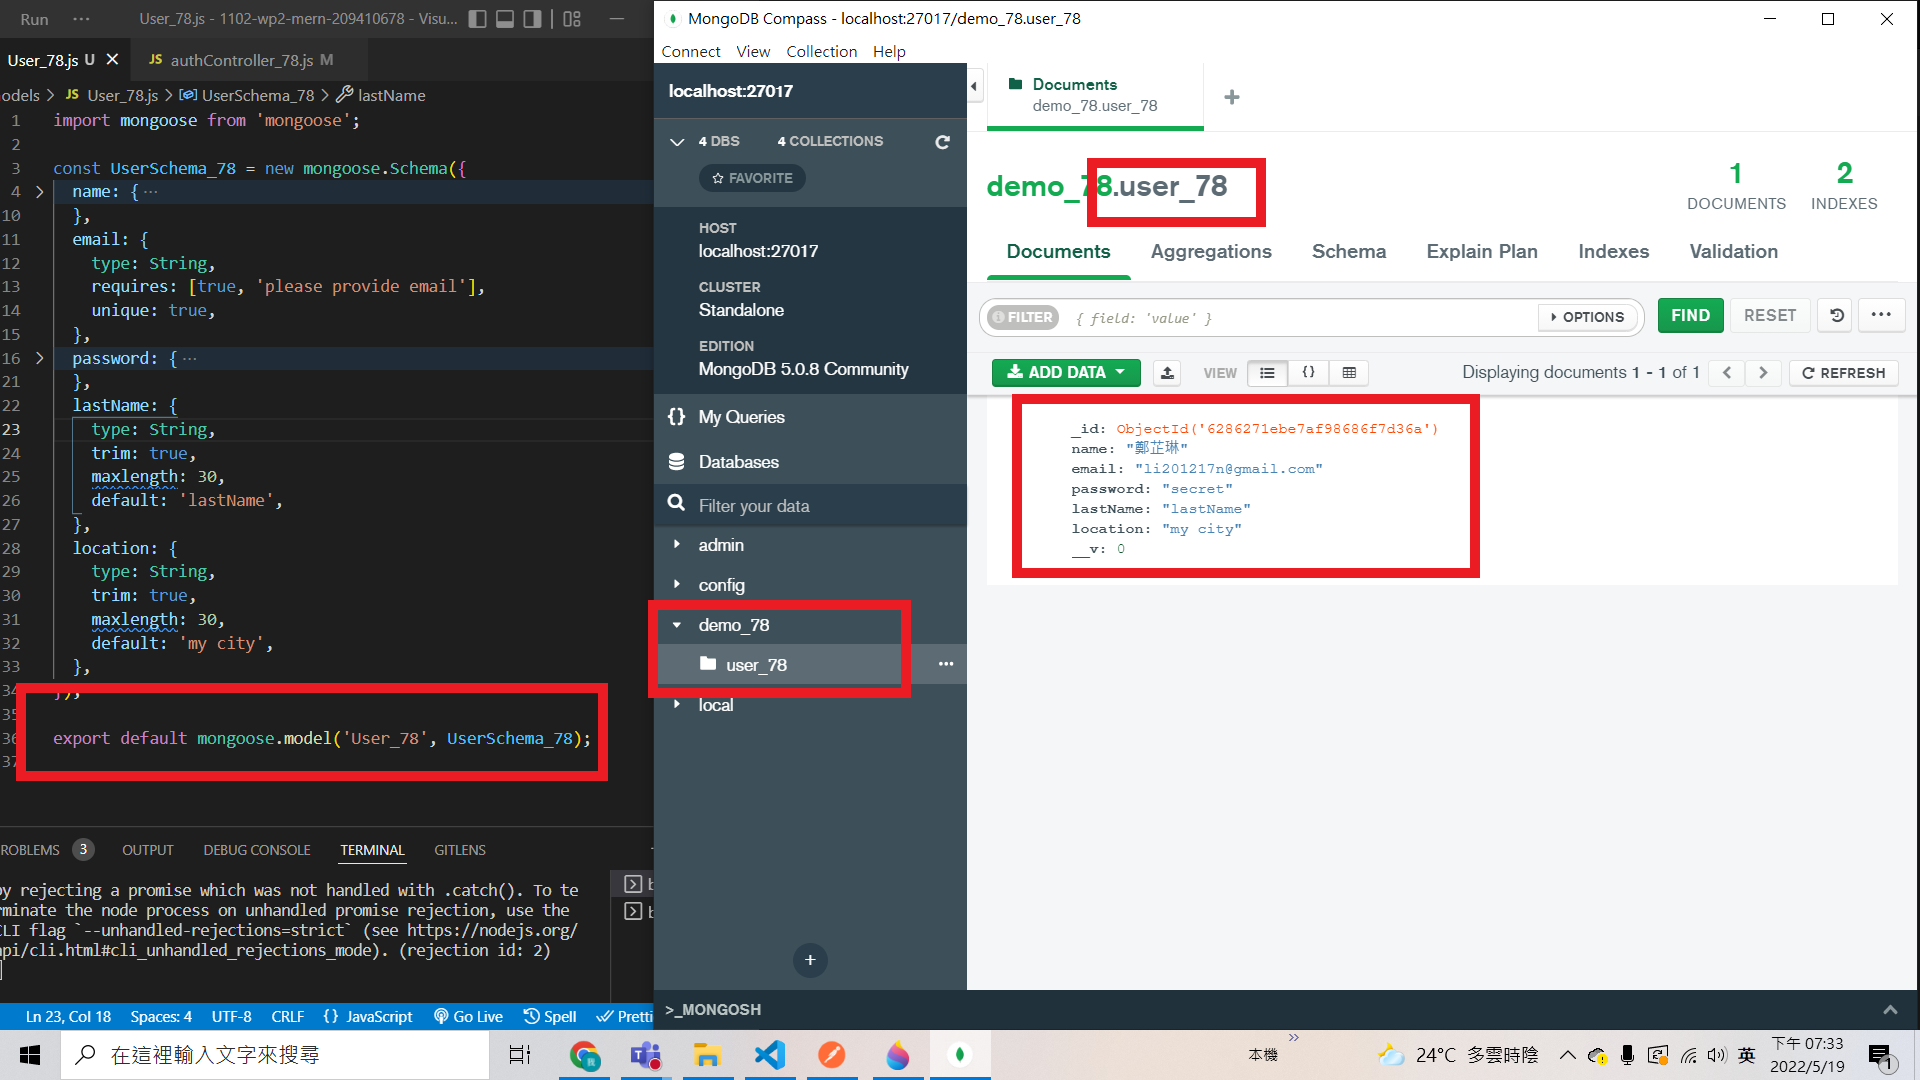 Run ··· User_78.js - 1102-wp2-mern-209410678 - Visu...
User_78.js U × JS authController_78.js M
odels > JS User_78.js > UserSchema_78 > lastName
1 import mongoose from 'mongoose';
2
3 const UserSchema_78 = new mongoose.Schema({
4 > name: { ···
10 },
11 email: {
12 type: String,
13 requires: [true, 'please provide email'],
14 unique: true,
15 },
16 > password: { ···
21 },
22 lastName: {
23 type: String,
24 trim: true,
25 maxlength: 30,
26 default: 'lastName',
27 },
28 location: {
29 type: String,
30 trim: true,
31 maxlength: 30,
32 default: 'my city',
33 },
34 });
35
36 export default mongoose.model('User_78', UserSchema_78);
37
ROBLEMS 3 OUTPUT DEBUG CONSOLE TERMINAL GITLENS
by rejecting a promise which was not handled with .catch(). To te
rminate the node process on unhandled promise rejection, use the
CLI flag `--unhandled-rejections=strict` (see https://nodejs.org/
api/cli.html#cli_unhandled_rejections_mode). (rejection id: 2)
Ln 23, Col 18 Spaces: 4 UTF-8 CRLF {} JavaScript Go Live Spell Pretti
MongoDB Compass - localhost:27017/demo_78.user_78
Connect View Collection Help
localhost:27017
4 DBS 4 COLLECTIONS
FAVORITE
HOST
localhost:27017
CLUSTER
Standalone
EDITION
MongoDB 5.0.8 Community
{} My Queries
Databases
Filter your data
admin
config
demo_78
user_78 ···
local
+
>_MONGOSH
Documents
demo_78.user_78
+
demo_78.user_78
1 DOCUMENTS
2 INDEXES
Documents Aggregations Schema Explain Plan Indexes Validation
FILTER { field: 'value' } OPTIONS FIND RESET ···
ADD DATA VIEW {} Displaying documents 1 - 1 of 1 < > REFRESH
_id: ObjectId('6286271ebe7af98686f7d36a')
name: "鄭芷琳"
email: "li201217n@gmail.com"
password: "secret"
lastName: "lastName"
location: "my city"
__v: 0
在這裡輸入文字來搜尋
本機 24°C 多雲時陰 英 下午 07:33
2022/5/19
1